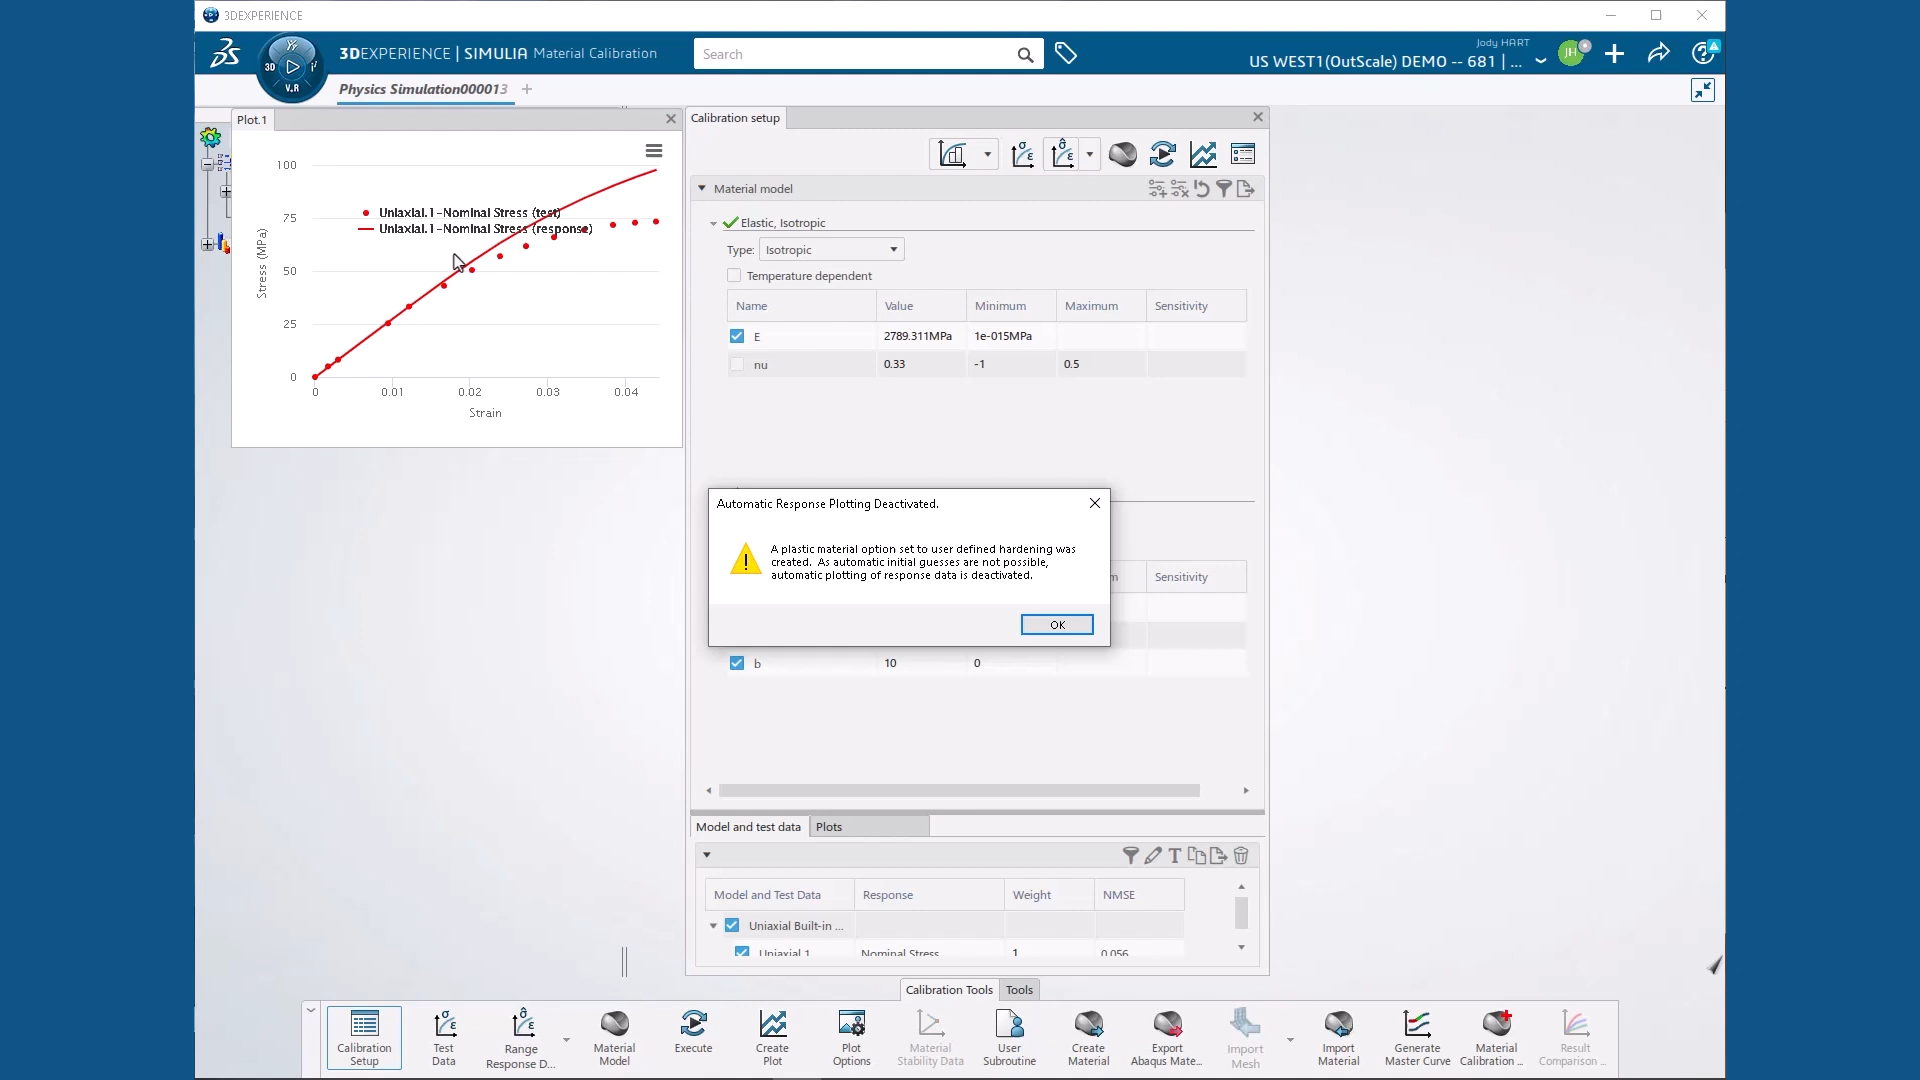 3DEXPERIENCE
3DEXPERIENCE | SIMULIA Material Calibration
Search
Jody HART
US WEST1(OutScale) DEMO -- 681 | ...
JH
3D
V.R
Physics Simulation000013
Plot.1
100
75
50
25
0
Stress (MPa)
Uniaxial.1-Nominal Stress (test)
Uniaxial.1-Nominal Stress (response)
0 0.01 0.02 0.03 0.04
Strain
Calibration setup
Material model
Elastic, Isotropic
Type: Isotropic
Temperature dependent
Name Value Minimum Maximum Sensitivity
E 2789.311MPa 1e-015MPa
nu 0.33 -1 0.5
Automatic Response Plotting Deactivated.
A plastic material option set to user defined hardening was
created. As automatic initial guesses are not possible,
automatic plotting of response data is deactivated.
OK
Sensitivity
b 10 0
Model and test data Plots
Model and Test Data Response Weight NMSE
Uniaxial Built-in ...
Uniaxial.1 Nominal Stress 1 0.056
Calibration Tools Tools
Calibration Setup
Test Data
Range Response D...
Material Model
Execute
Create Plot
Plot Options
Material Stability Data
User Subroutine
Create Material
Export Abaqus Mate...
Import Mesh
Import Material
Generate Master Curve
Material Calibration ...
Result Comparison ...